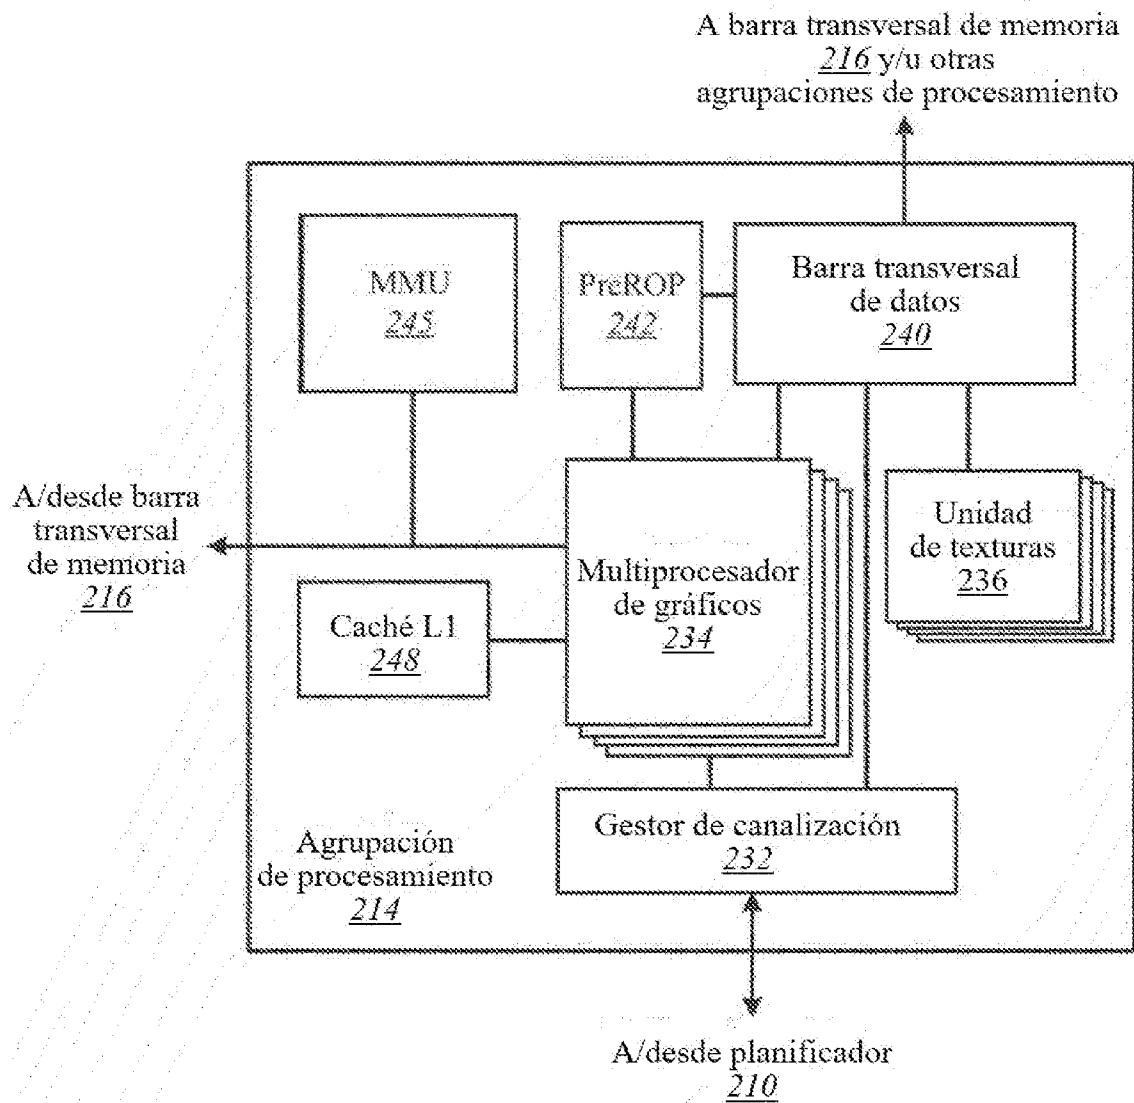 A barra transversal de memoria
216 y/u otras
agrupaciones de procesamiento
MMU
245
PreROP
242
Barra transversal
de datos
240
A/desde barra
transversal
de memoria
216
Multiprocesador
de gráficos
234
Unidad
de texturas
236
Caché L1
248
Gestor de canalización
232
Agrupación
de procesamiento
214
A/desde planificador
210